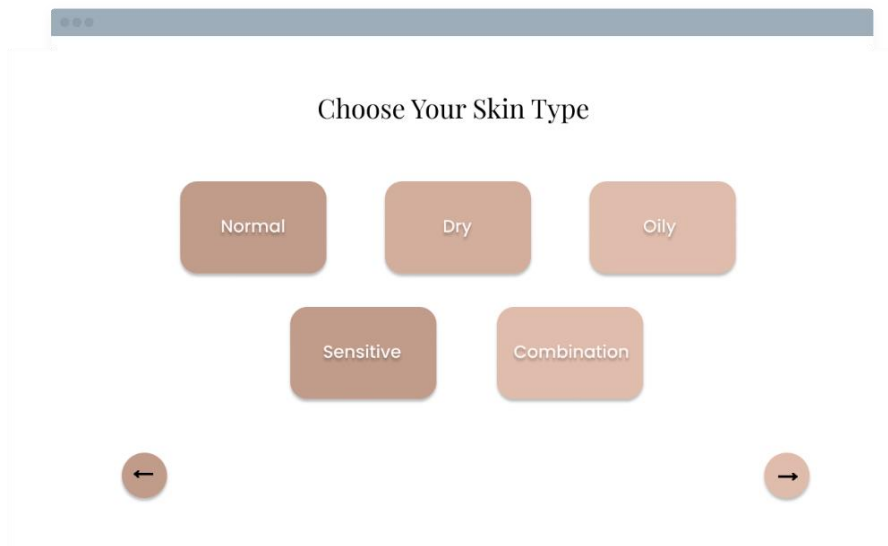 Choose Your Skin Type
Normal
Dry
Oily
Sensitive
Combination
←
→